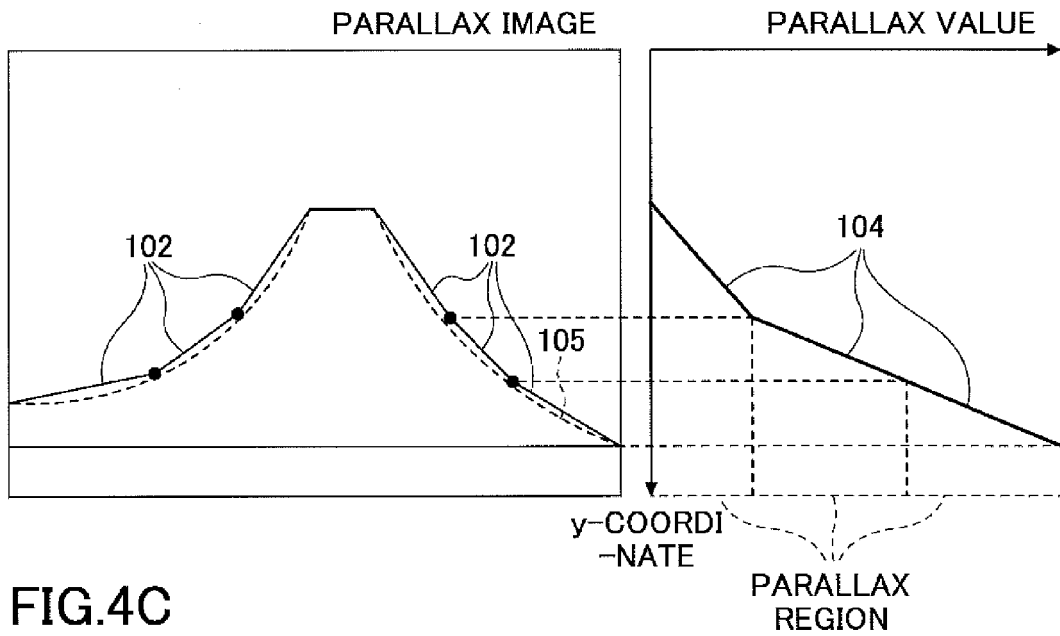 PARALLAX IMAGE
PARALLAX VALUE
102
102
104
105
y-COORDI
-NATE
PARALLAX
REGION
FIG.4C